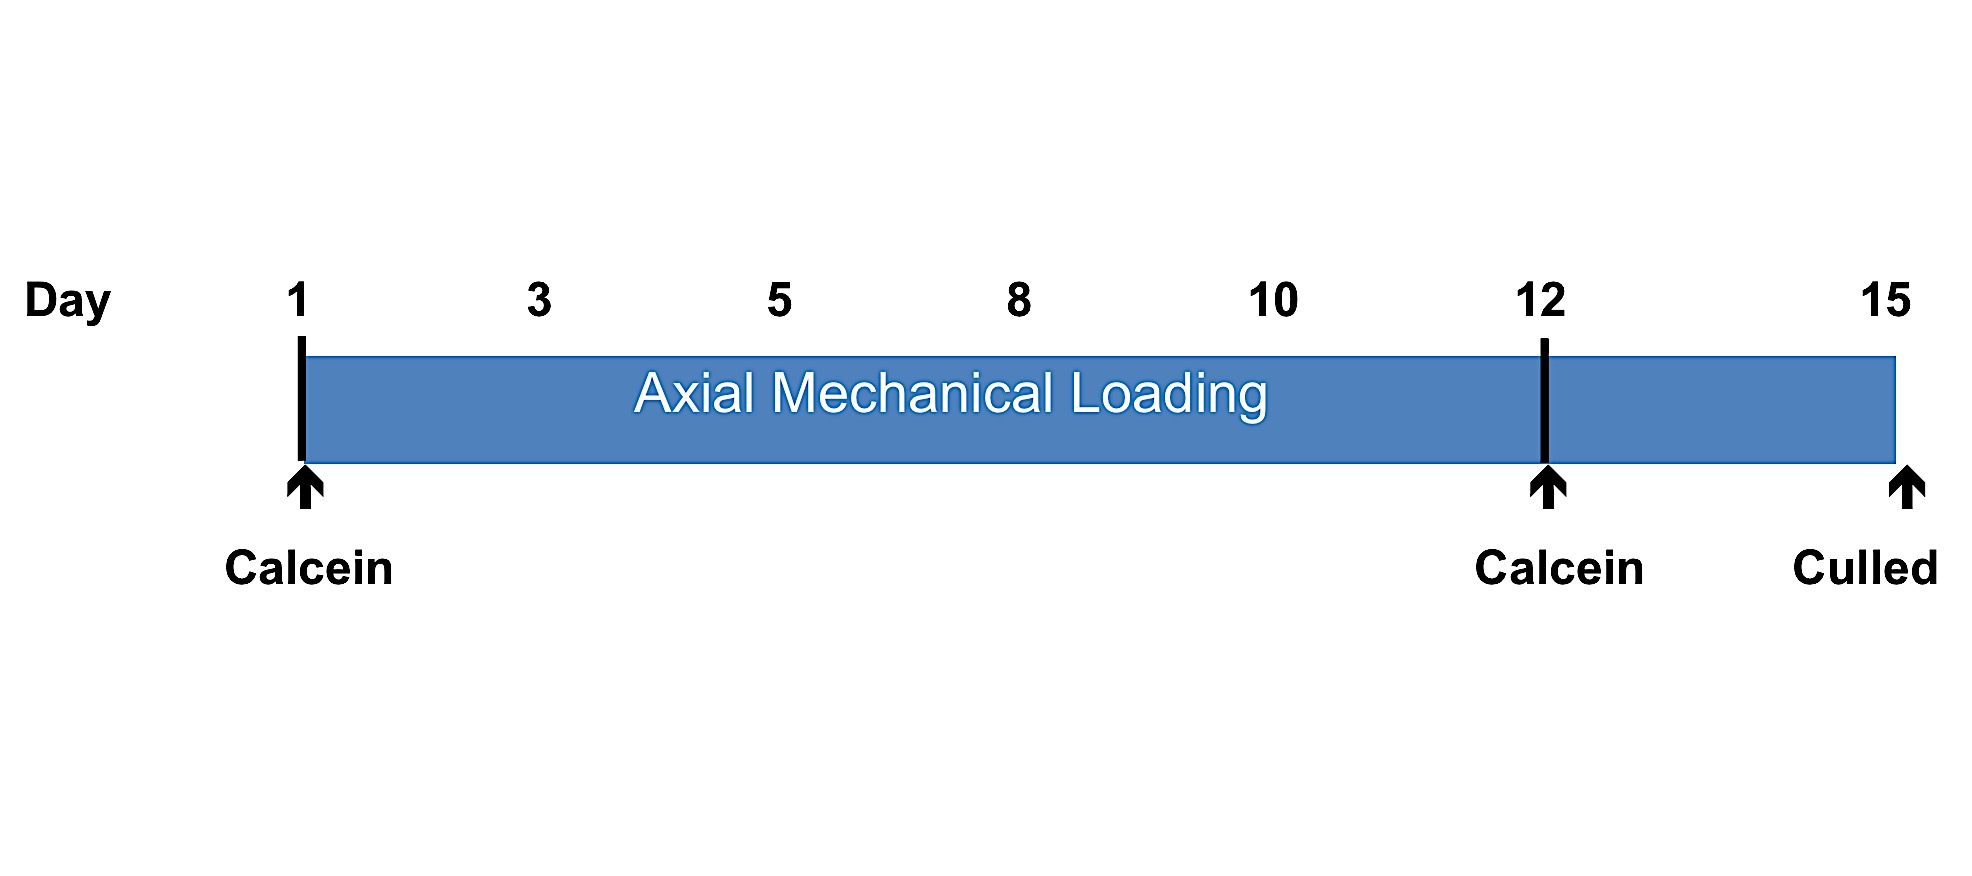 Day 1 3 5 8 10 12 15
Axial Mechanical Loading
Calcein Calcein Culled